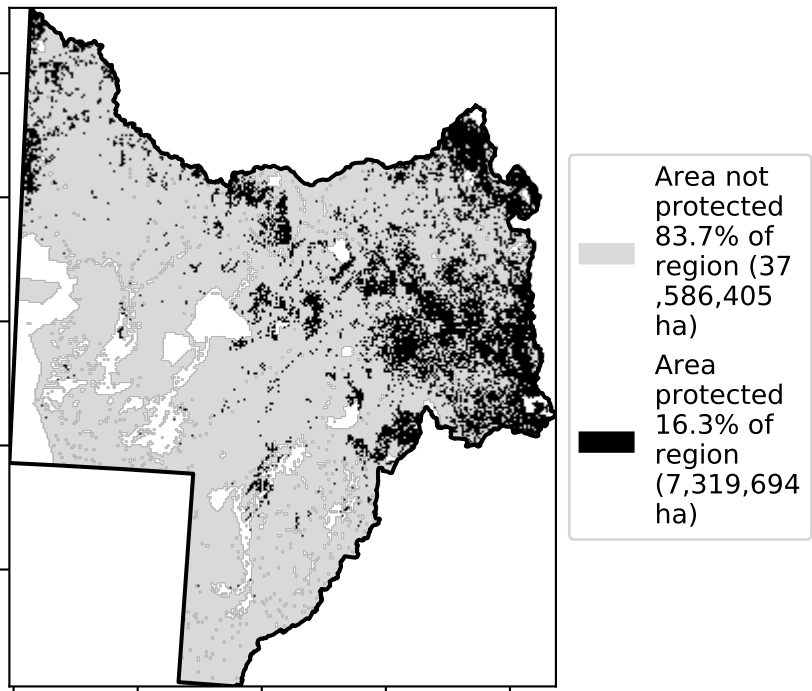 Area not
protected
83.7% of
region (37
,586,405
ha)
Area
protected
16.3% of
region
(7,319,694
ha)